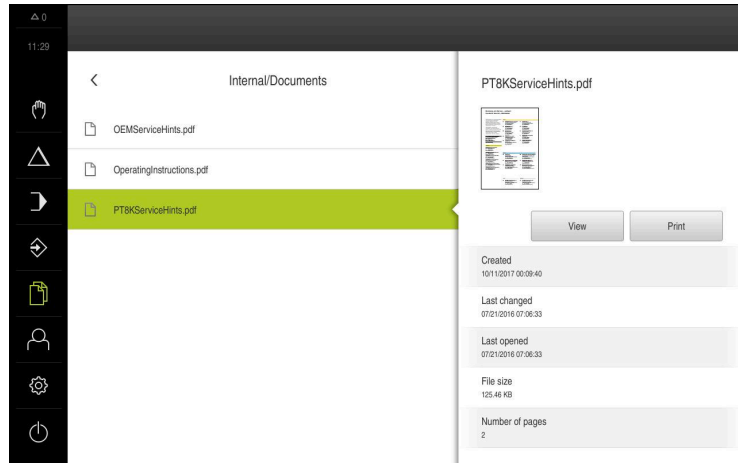 0
11:29
Internal/Documents
OEMServiceHints.pdf
OperatingInstructions.pdf
PT8KServiceHints.pdf
PT8KServiceHints.pdf
View
Print
Created
10/11/2017 00:09:40
Last changed
07/21/2016 07:06:33
Last opened
07/21/2016 07:06:33
File size
125.46 KB
Number of pages
2